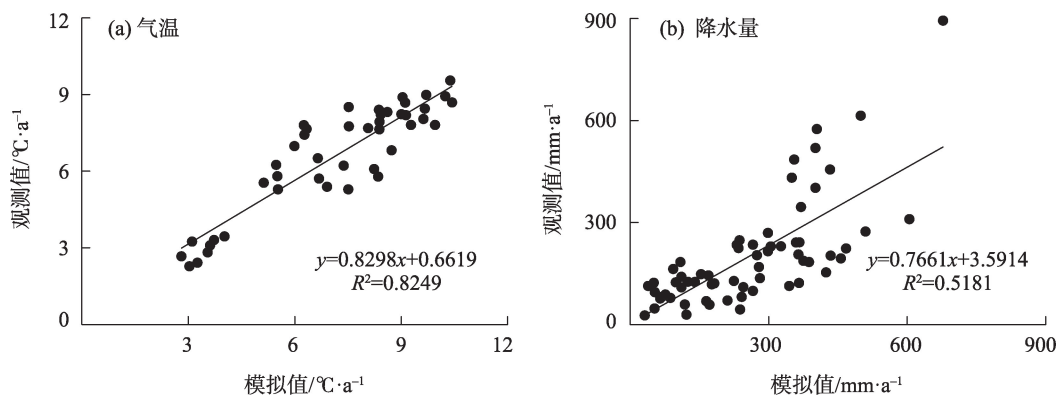 (a) 气温
12
9
6
3
0
3
6
9
12
观测值/℃·a⁻¹
模拟值/℃·a⁻¹
y=0.8298x+0.6619
R²=0.8249
(b) 降水量
900
600
300
0
300
600
900
观测值/mm·a⁻¹
模拟值/mm·a⁻¹
y=0.7661x+3.5914
R²=0.5181